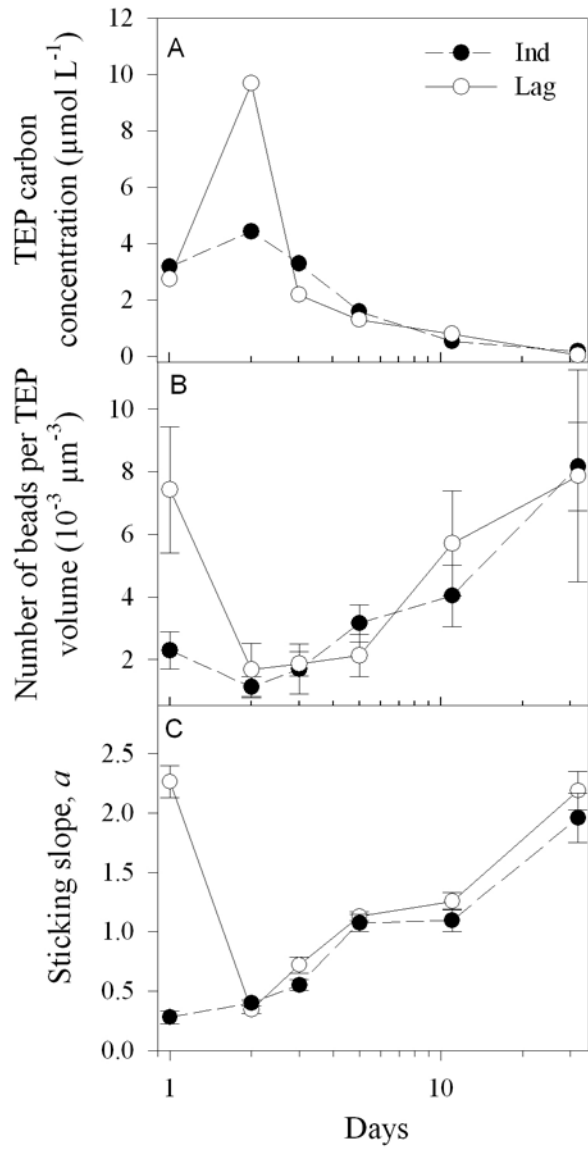 12
10
8
6
4
2
0
A
Ind
Lag
TEP carbon
concentration (µmol L⁻¹)
10
8
6
4
2
B
Number of beads per TEP
volume (10⁻³ µm⁻³)
2.5
2.0
1.5
1.0
0.5
0.0
C
Sticking slope, a
1
10
Days